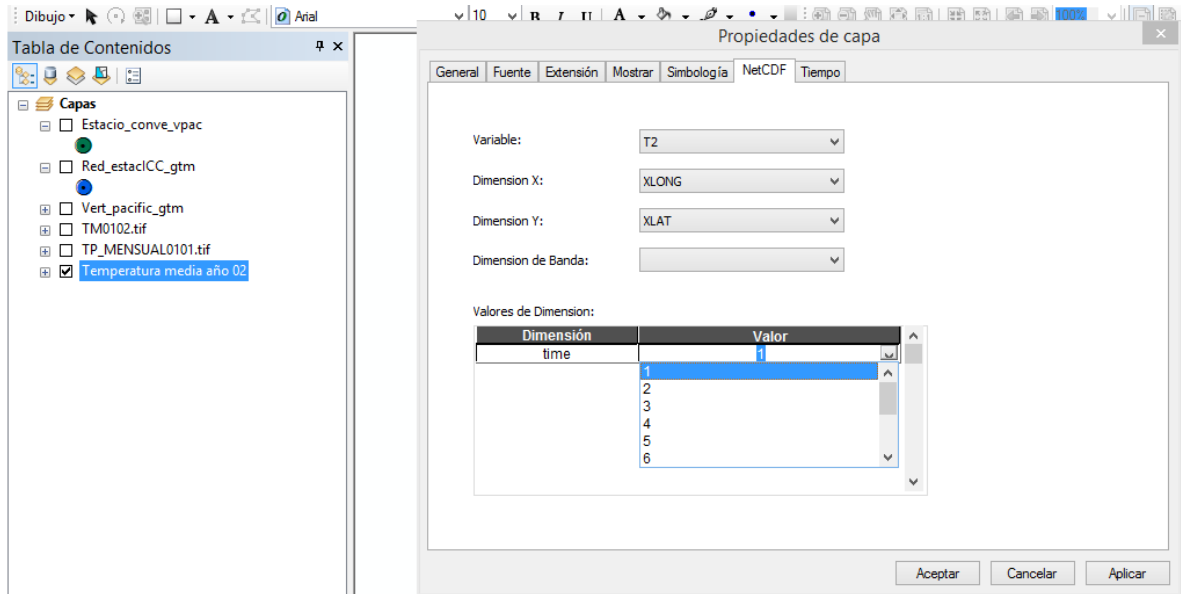 Dibujo A Arial 10 B I U A 100%
Tabla de Contenidos
Capas
Estacio_conve_vpac
Red_estacICC_gtm
Vert_pacific_gtm
TM0102.tif
TP_MENSUAL0101.tif
Temperatura media año 02
Propiedades de capa
General Fuente Extensión Mostrar Simbología NetCDF Tiempo
Variable: T2
Dimension X: XLONG
Dimension Y: XLAT
Dimension de Banda:
Valores de Dimension:
Dimensión Valor
time 1
1
2
3
4
5
6
Aceptar Cancelar Aplicar